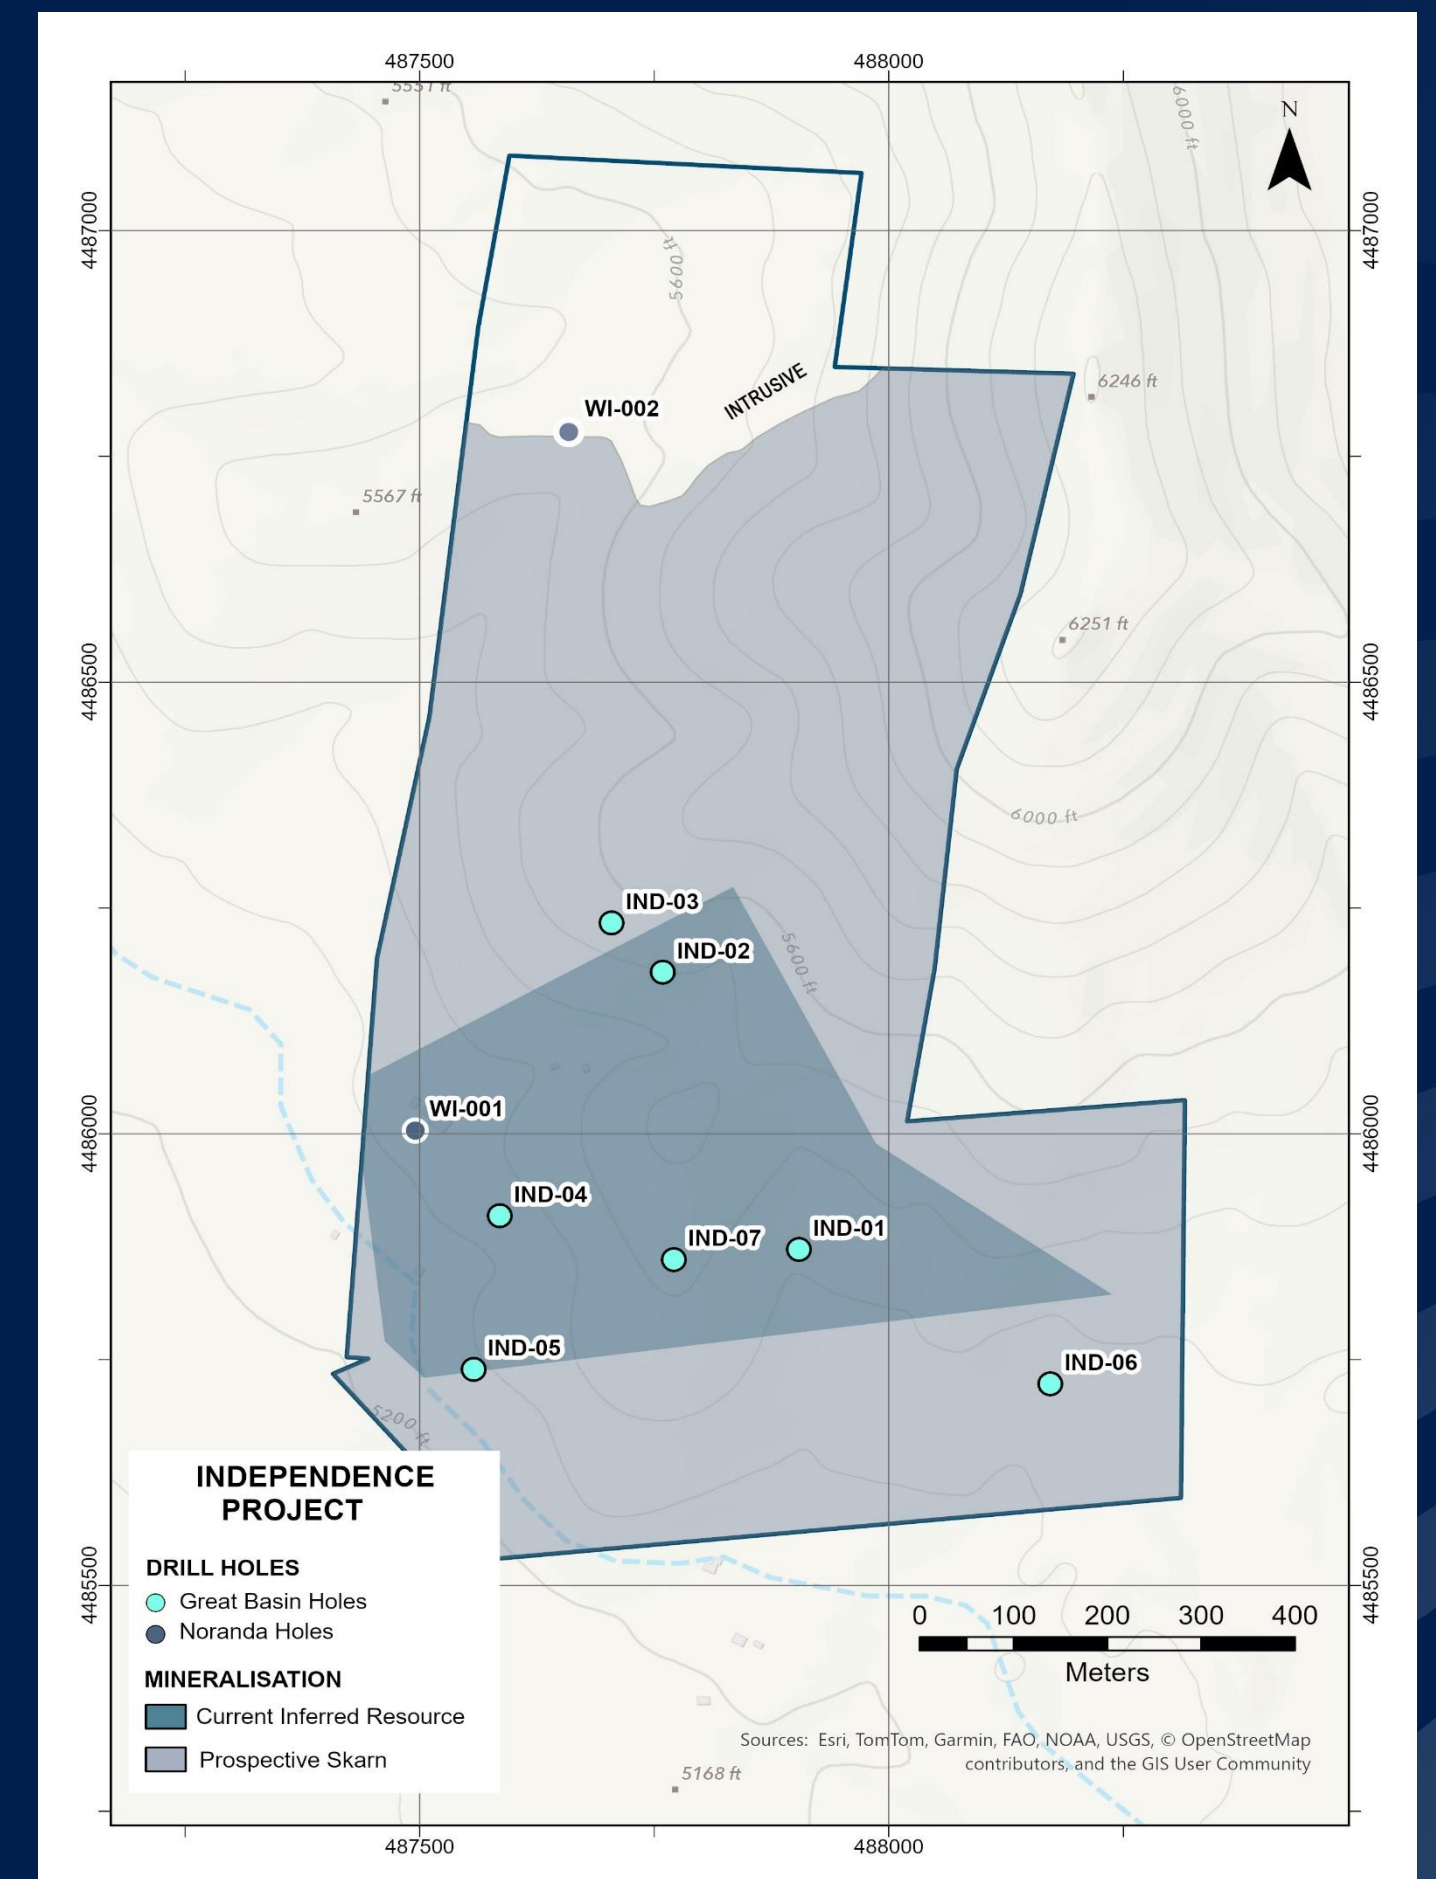 487500
488000
5551 ft
6000 ft
N
4487000
4487000
5600 ft
6246 ft
INTRUSIVE
WI-002
5567 ft
6251 ft
4486500
4486500
6000 ft
IND-03
IND-02
5600 ft
WI-001
4486000
4486000
IND-04
IND-07
IND-01
IND-05
IND-06
5200 ft
INDEPENDENCE
PROJECT
DRILL HOLES
Great Basin Holes
Noranda Holes
MINERALISATION
Current Inferred Resource
Prospective Skarn
4485500
4485500
0 100 200 300 400
Meters
Sources: Esri, TomTom, Garmin, FAO, NOAA, USGS, © OpenStreetMap
contributors, and the GIS User Community
5168 ft
487500
488000